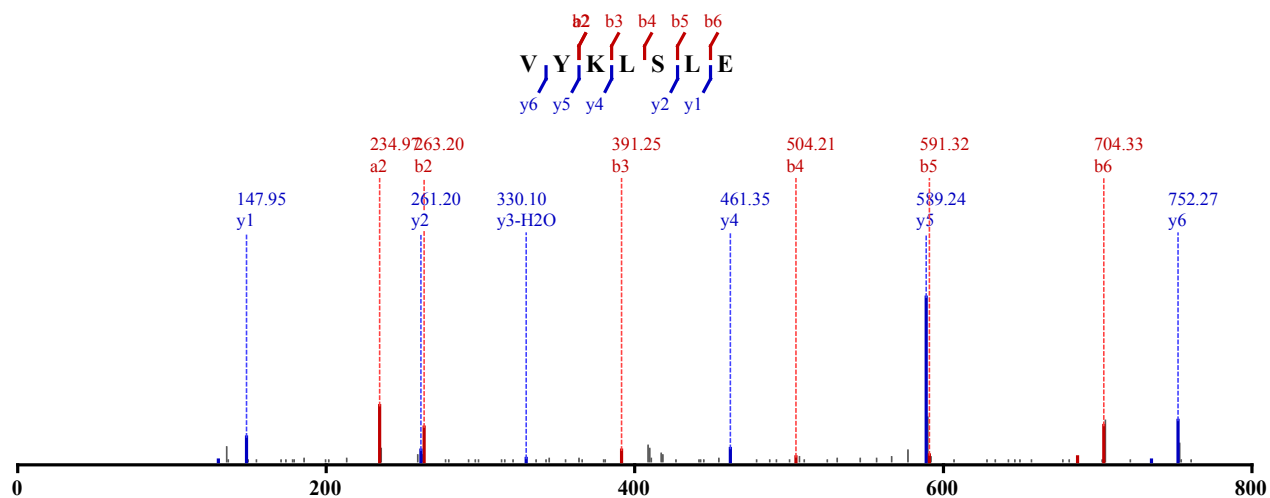 b2 a2 b3 b4 b5 b6
V Y K L S L E
y6 y5 y4 y2 y1
234.97 263.20 391.25 504.21 591.32 704.33
a2 b2 b3 b4 b5 b6
147.95 261.20 330.10 461.35 589.24 752.27
y1 y2 y3-H2O y4 y5 y6
0 200 400 600 800